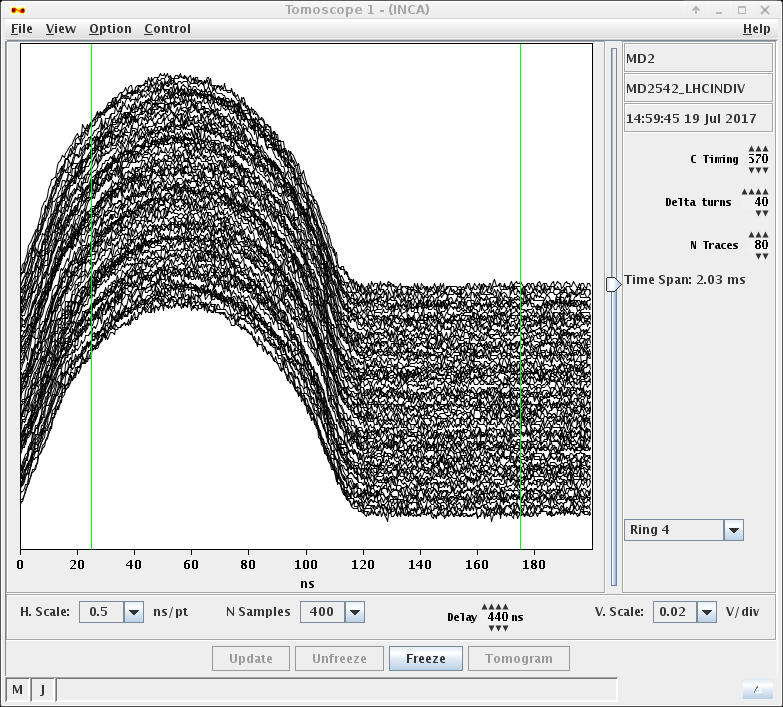 Tomoscope 1 - (INCA)
File View Option Control Help
MD2
MD2542_LHCINDIV
14:59:45 19 Jul 2017
C Timing 570
Delta turns 40
N Traces 80
Time Span: 2.03 ms
Ring 4
0 20 40 60 80 100 120 140 160 180
ns
H. Scale: 0.5 ns/pt N Samples 400 Delay 440 ns V. Scale: 0.02 V/div
Update Unfreeze Freeze Tomogram
M J